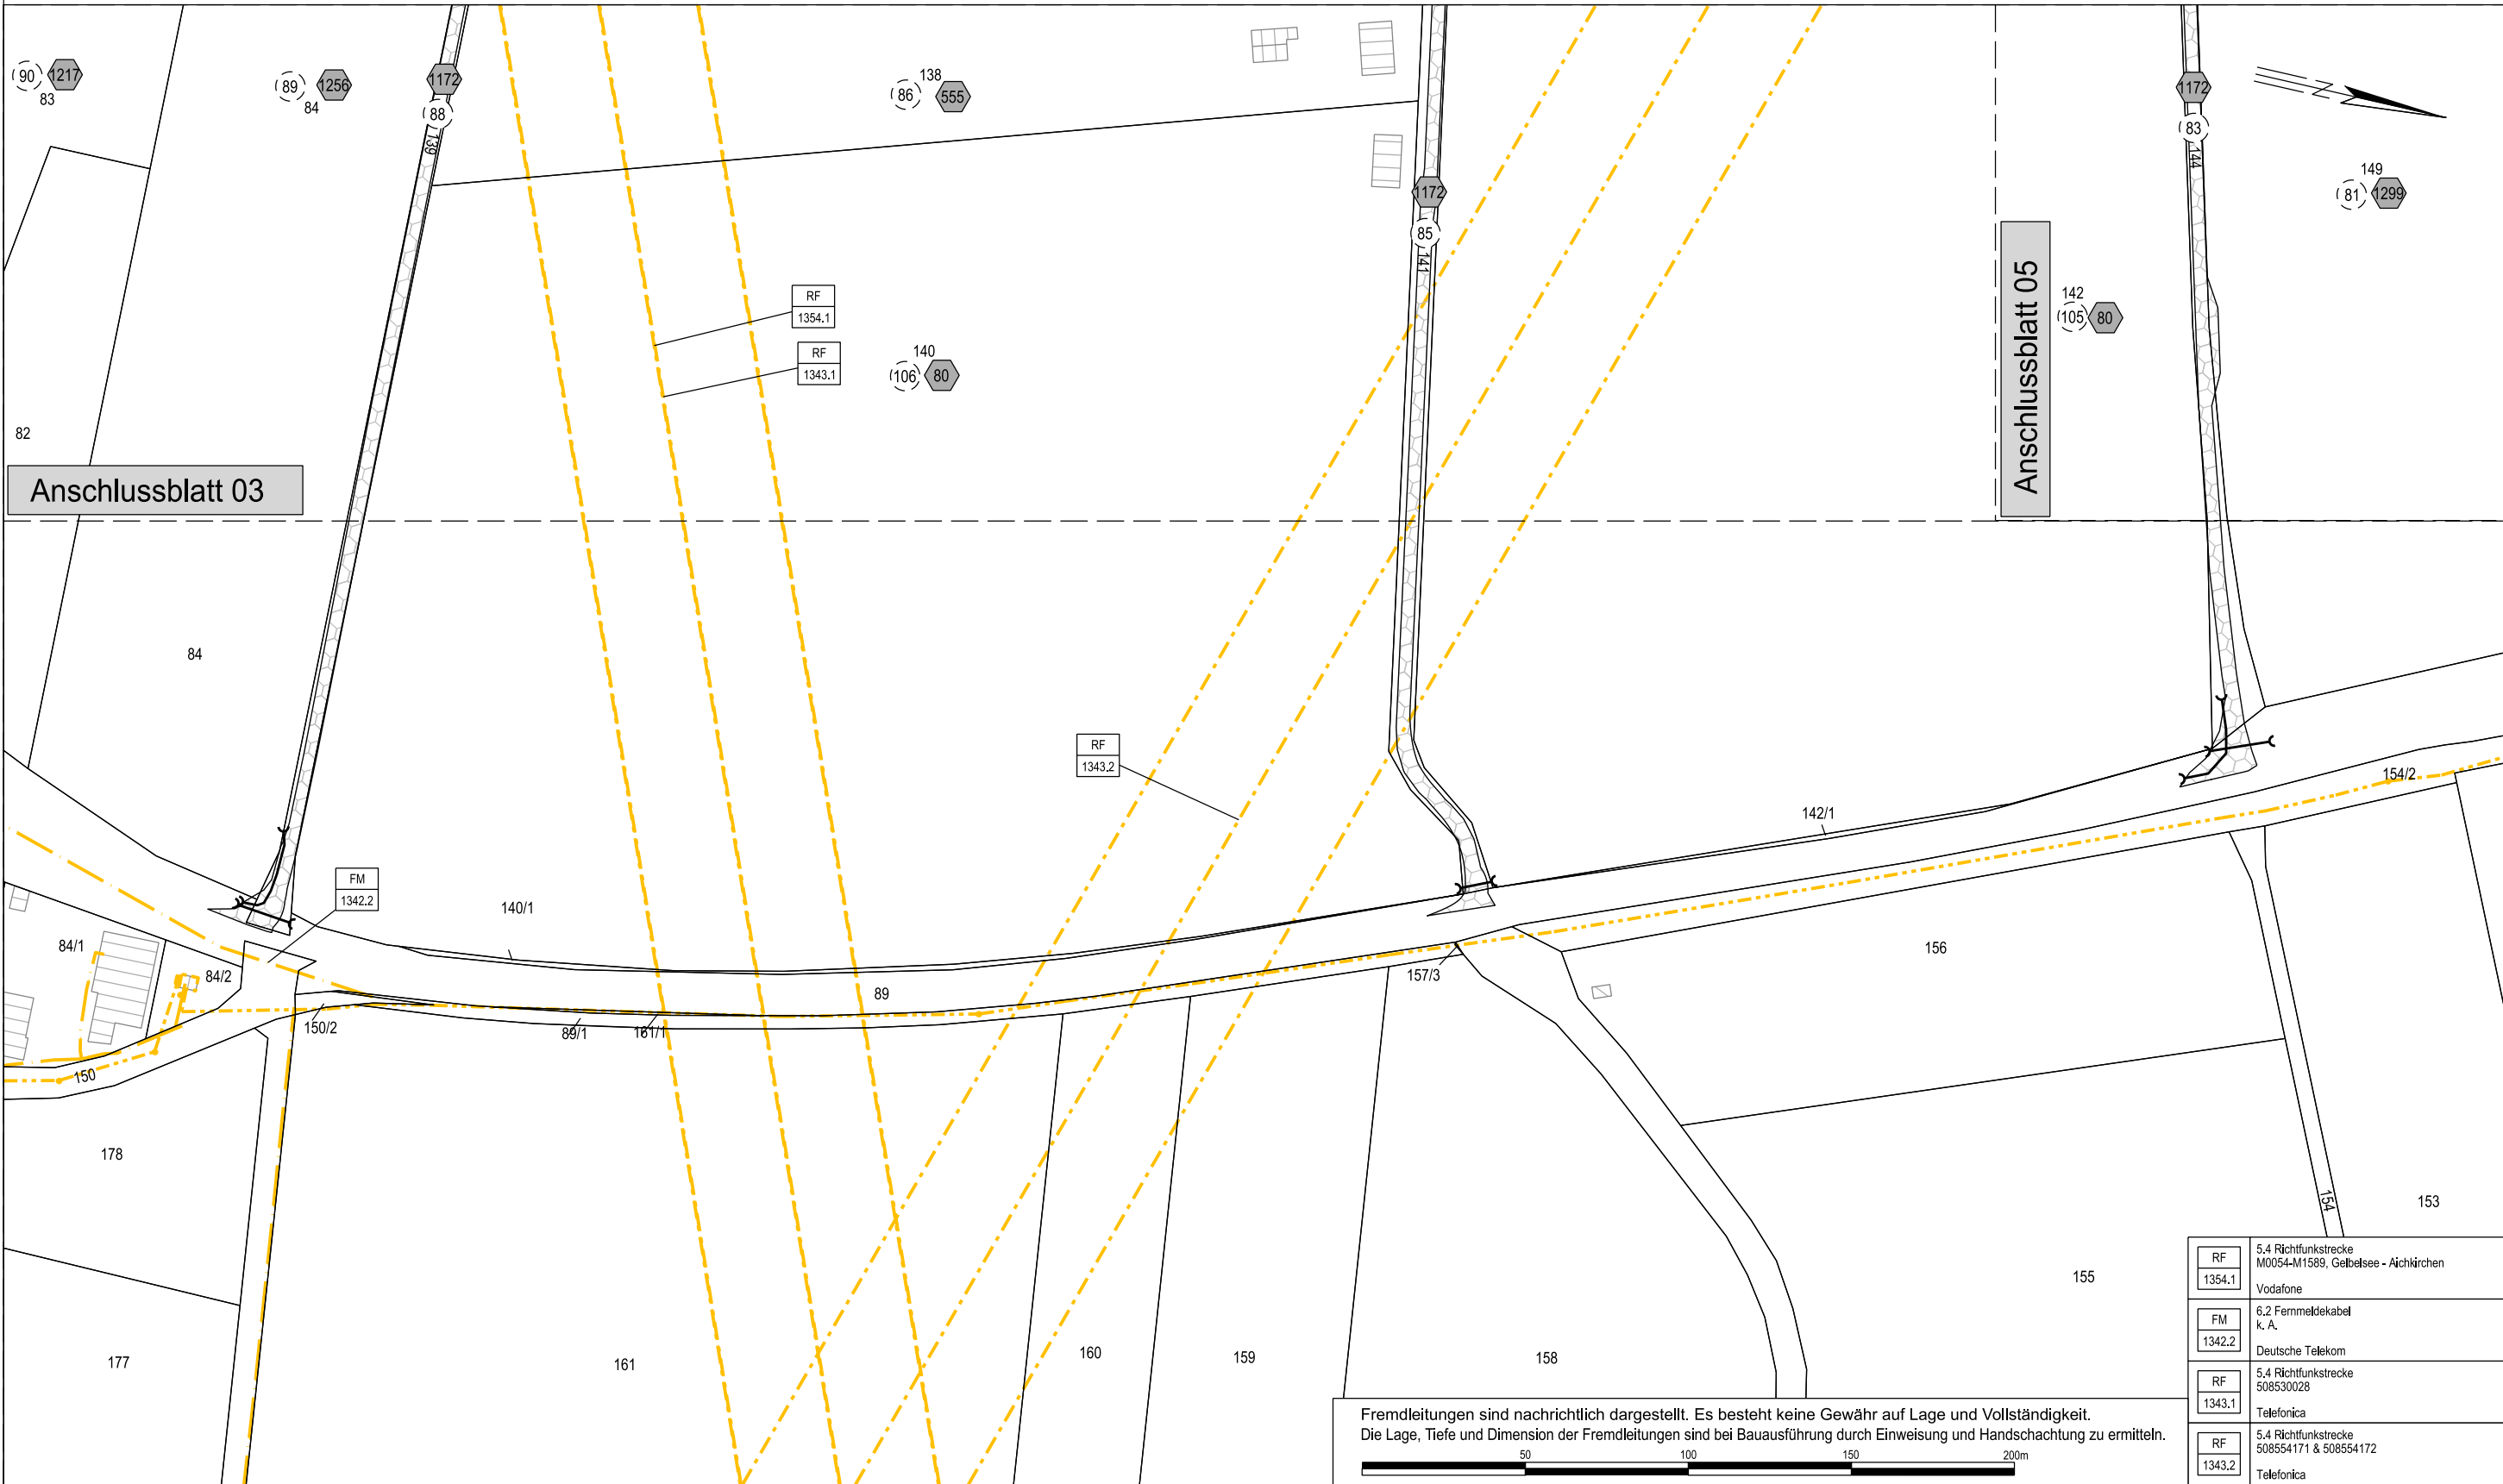 90 1217
83
89 1256
84
1172
88
139
138
86 555
1172
85
141
1172
83
144
149
81 1299
RF
1354.1
RF
1343.1
140
106 80
Anschlussblatt 05
142
105 80
82
Anschlussblatt 03
84
RF
1343.2
142/1
154/2
FM
1342.2
140/1
84/1
84/2
89
157/3
156
150/2
89/1
161/1
150
178
154
153
155
177
161
160
159
158
RF
1354.1
5.4 Richtfunkstrecke
M0054-M1589, Gelbelsee - Aichkirchen
Vodafone
FM
1342.2
6.2 Fernmeldekabel
k. A.
Deutsche Telekom
RF
1343.1
5.4 Richtfunkstrecke
508530028
Telefonica
RF
1343.2
5.4 Richtfunkstrecke
508554171 & 508554172
Telefonica
Fremdleitungen sind nachrichtlich dargestellt. Es besteht keine Gewähr auf Lage und Vollständigkeit.
Die Lage, Tiefe und Dimension der Fremdleitungen sind bei Bauausführung durch Einweisung und Handschachtung zu ermitteln.
50 100 150 200m